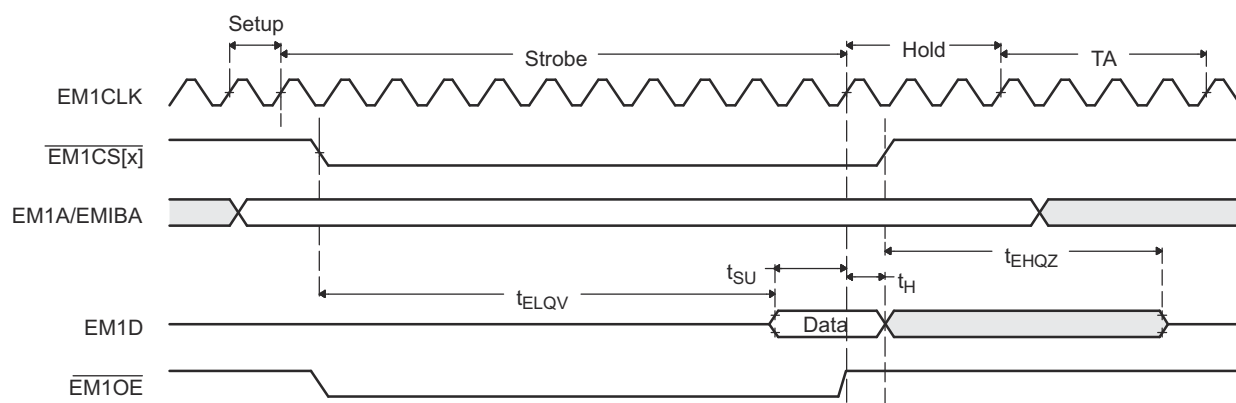 Setup
Strobe
Hold
TA
EM1CLK
EM1CS[x]
EM1A/EMIBA
tEHQZ
tSU
tH
tELQV
EM1D
Data
EM1OE